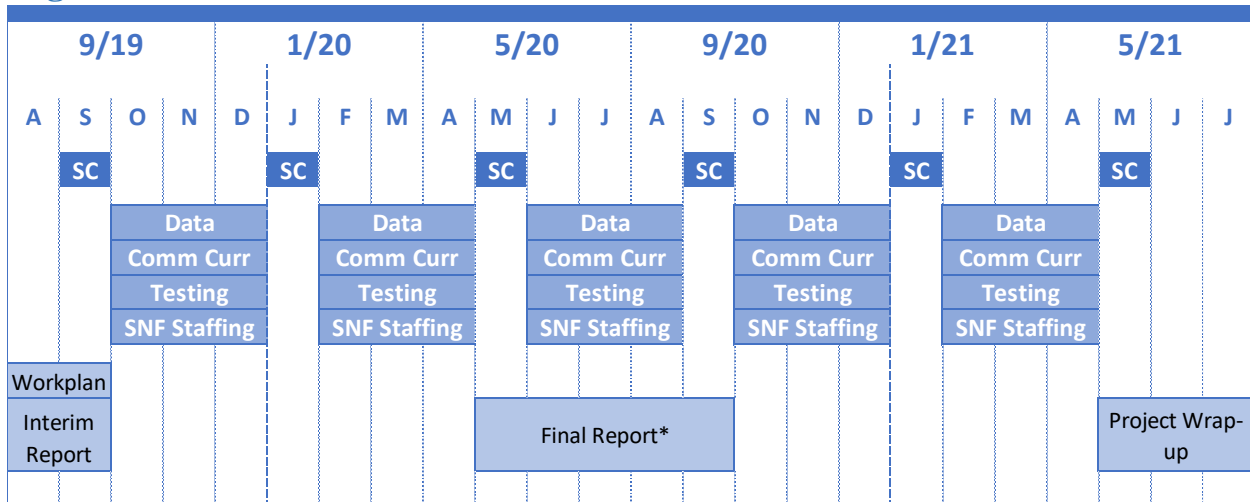 9/19 1/20 5/20 9/20 1/21 5/21
A S O N D J F M A M J J A S O N D J F M A M J J
SC SC SC SC SC SC
Data Data Data Data Data
Comm Curr Comm Curr Comm Curr Comm Curr Comm Curr
Testing Testing Testing Testing Testing
SNF Staffing SNF Staffing SNF Staffing SNF Staffing SNF Staffing
Workplan
Interim
Report
Final Report*
Project Wrap-
up